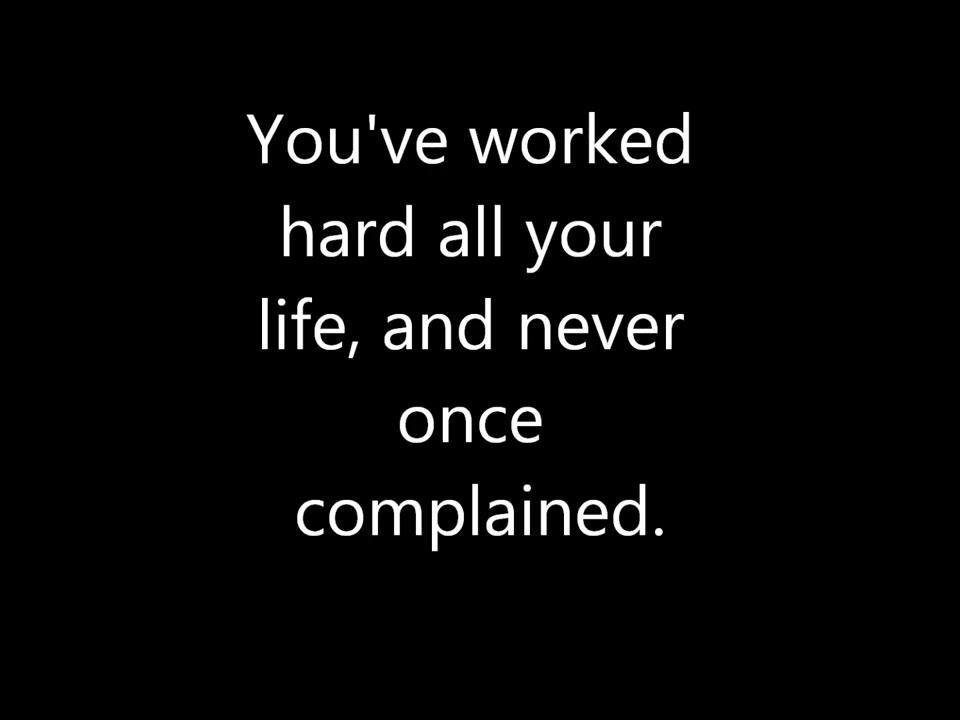 You've worked
hard all your
life, and never
once
complained.